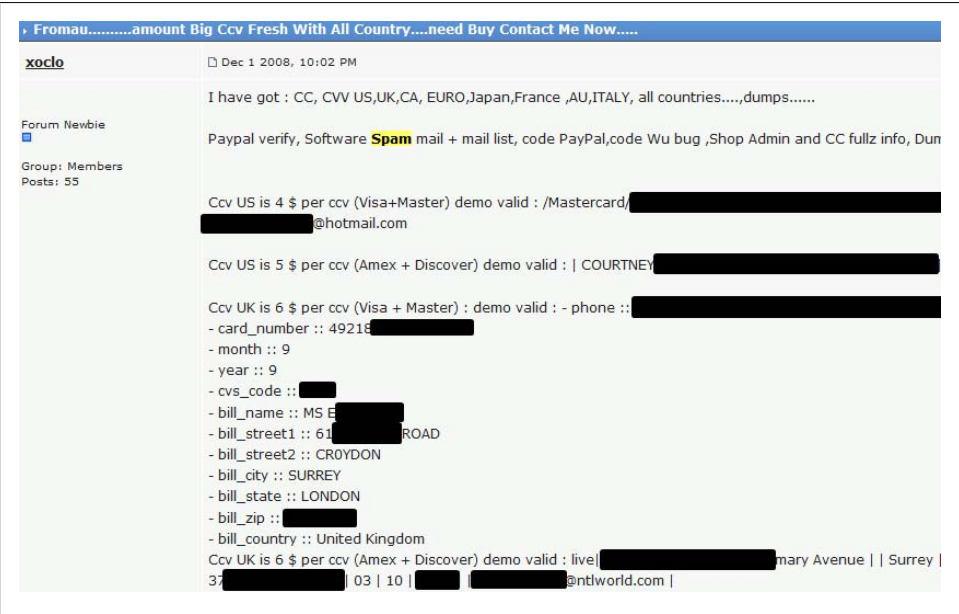 Fromau..........amount Big Ccv Fresh With All Country....need Buy Contact Me Now.....
xoclo
Dec 1 2008, 10:02 PM
I have got : CC, CVV US,UK,CA, EURO,Japan,France ,AU,ITALY, all countries....,dumps......
Forum Newbie
Paypal verify, Software Spam mail + mail list, code PayPal,code Wu bug ,Shop Admin and CC fullz info,
Group: Members
Posts: 55
Ccv US is 4 $ per ccv (Visa+Master) demo valid : /Mastercard/
@hotmail.com
Ccv US is 5 $ per ccv (Amex + Discover) demo valid : | COURTNEY
Ccv UK is 6 $ per ccv (Visa + Master) : demo valid : - phone ::
- card_number :: 49218
- month :: 9
- year :: 9
- cvs_code ::
- bill_name :: MS E
- bill_street1 :: 61 ROAD
- bill_street2 :: CR0YDON
- bill_city :: SURREY
- bill_state :: LONDON
- bill_zip ::
- bill_country :: United Kingdom
Ccv UK is 6 $ per ccv (Amex + Discover) demo valid : live| mary Avenue | | Surrey |
37 | 03 | 10 | | @ntlworld.com |